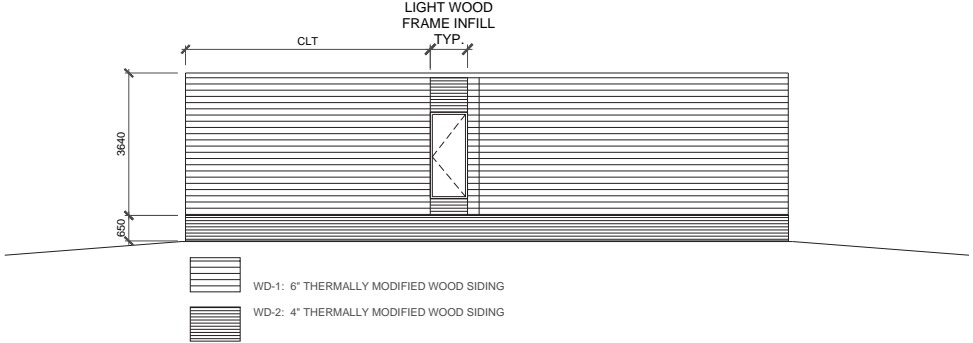 LIGHT WOOD
FRAME INFILL
TYP.
CLT
3640
650
WD-1: 6" THERMALLY MODIFIED WOOD SIDING
WD-2: 4" THERMALLY MODIFIED WOOD SIDING